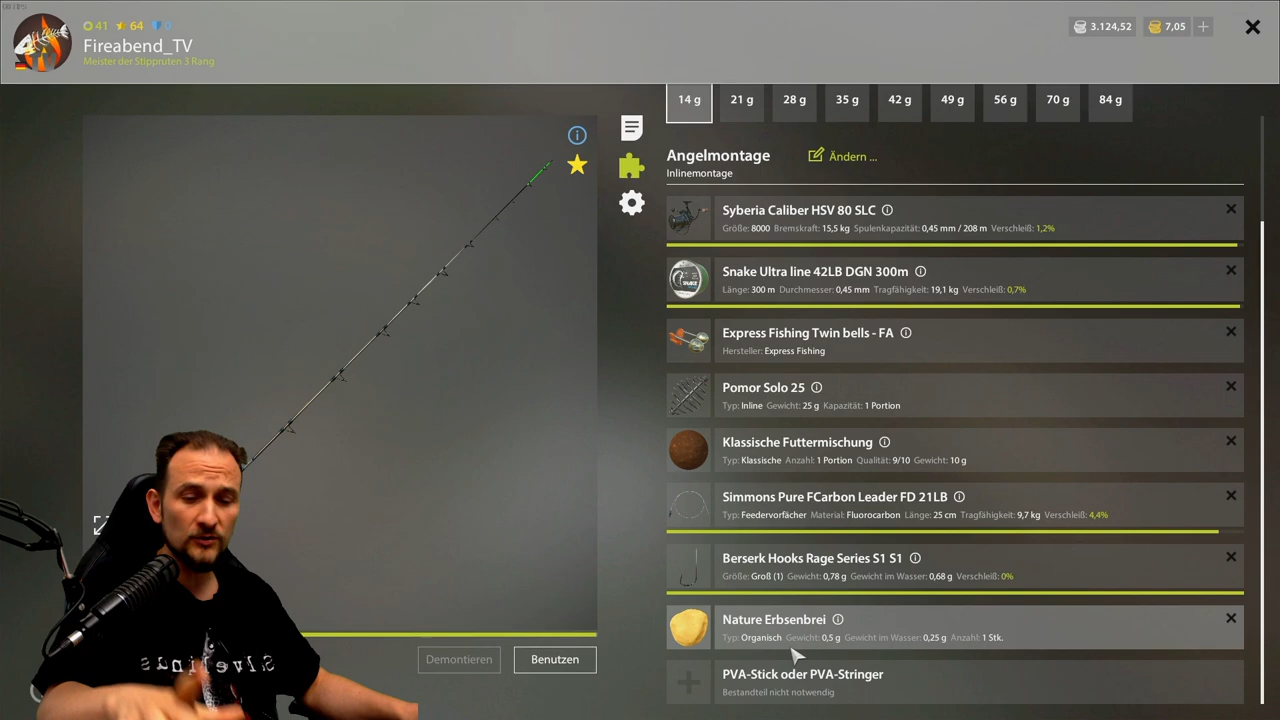 41 64 0
Fireabend_TV
Meister der Stippruten 3 Rang
3.124,52
7,05
14 g
21 g
28 g
35 g
42 g
49 g
56 g
70 g
84 g
Angelmontage
Ändern ...
Inlinemontage
Syberia Caliber HSV 80 SLC
Größe: 8000 Bremskraft: 15,5 kg Spulenkapazität: 0,45 mm / 208 m Verschleiß: 1,2%
Snake Ultra line 42LB DGN 300m
Länge: 300 m Durchmesser: 0,45 mm Tragfähigkeit: 19,1 kg Verschleiß: 0,7%
Express Fishing Twin bells - FA
Hersteller: Express Fishing
Pomor Solo 25
Typ: Inline Gewicht: 25 g Kapazität: 1 Portion
Klassische Futtermischung
Typ: Klassische Anzahl: 1 Portion Qualität: 9/10 Gewicht: 10 g
Simmons Pure FCarbon Leader FD 21LB
Typ: Feedervorfächer Material: Fluorocarbon Länge: 25 cm Tragfähigkeit: 9,7 kg Verschleiß: 4,4%
Berserk Hooks Rage Series S1 S1
Größe: Groß (1) Gewicht: 0,78 g Gewicht im Wasser: 0,68 g Verschleiß: 0%
Nature Erbsenbrei
Typ: Organisch Gewicht: 0,5 g Gewicht im Wasser: 0,25 g Anzahl: 1 Stk.
PVA-Stick oder PVA-Stringer
Bestandteil nicht notwendig
Demontieren
Benutzen